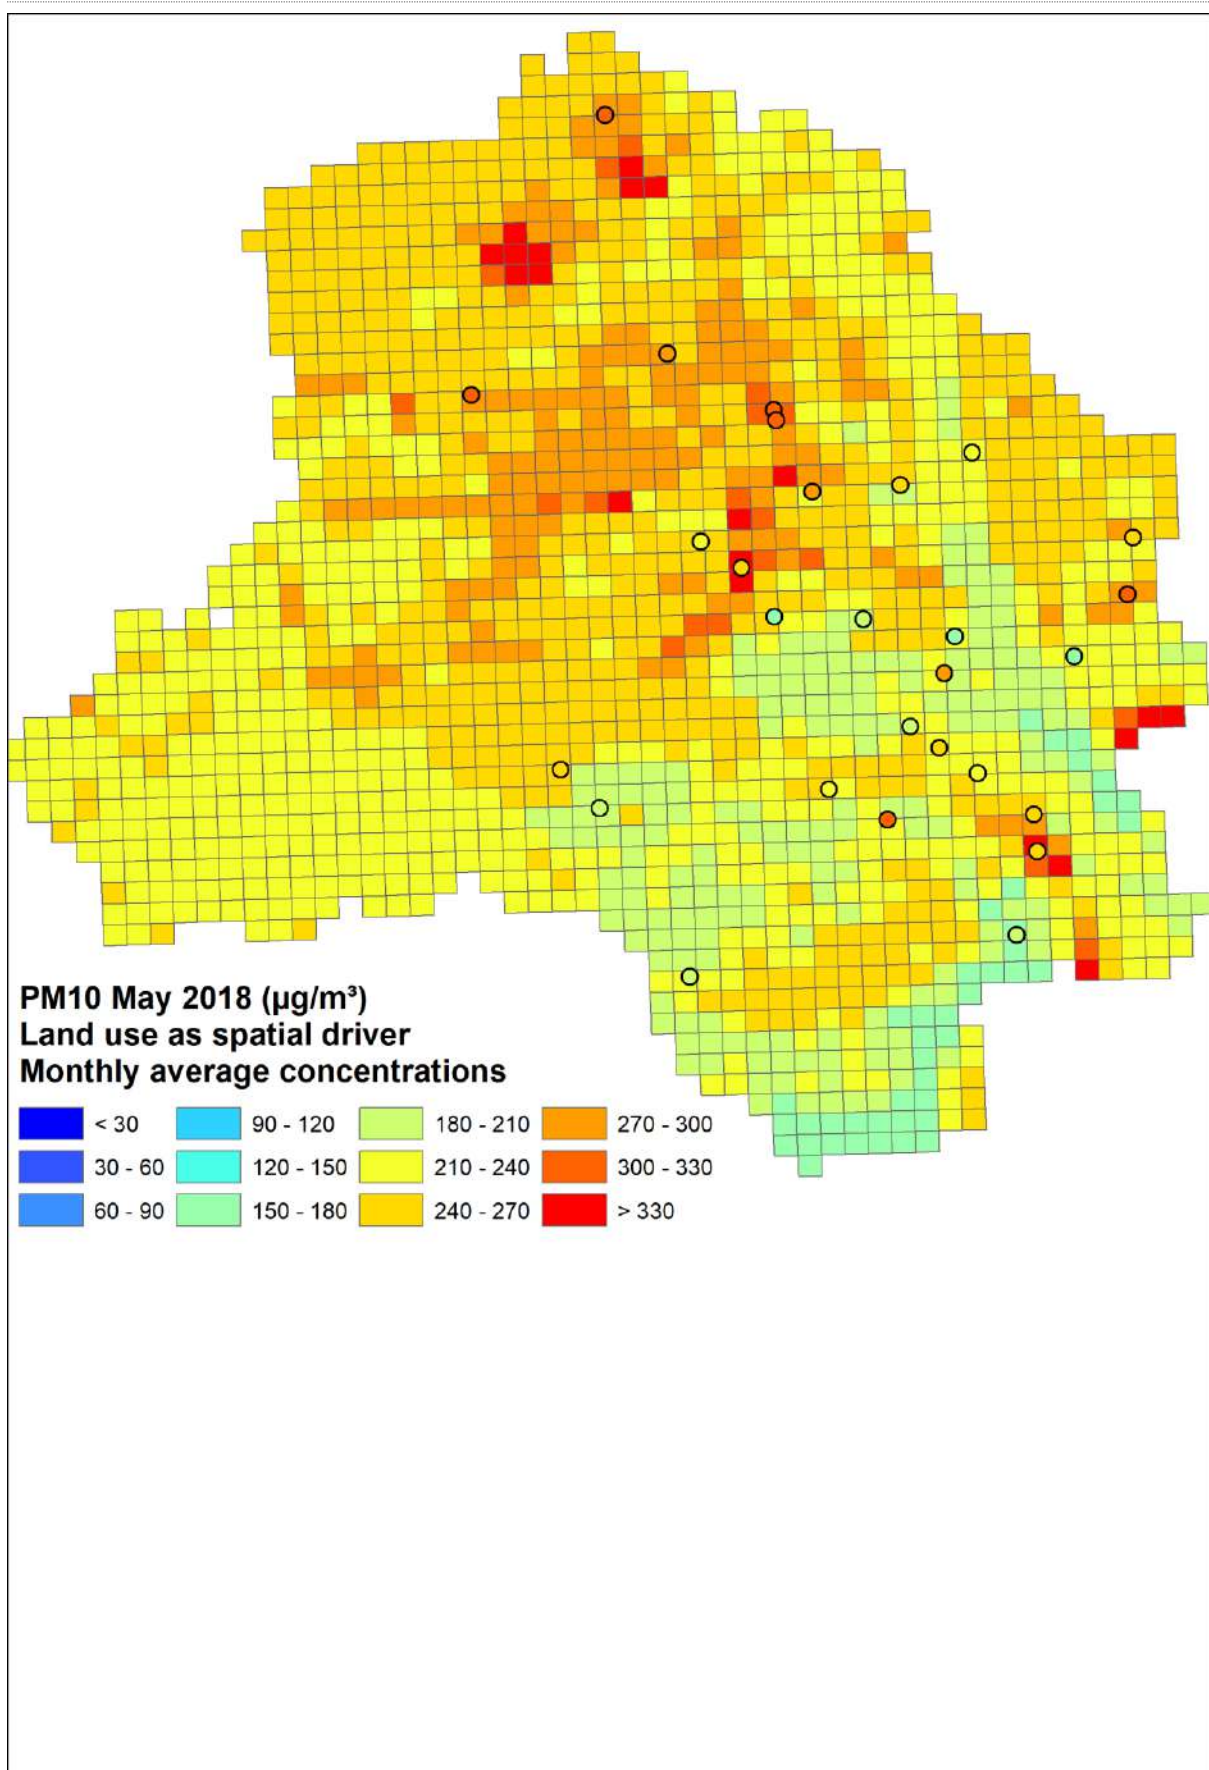 PM10 May 2018 (µg/m³)
Land use as spatial driver
Monthly average concentrations
< 30 90 - 120 180 - 210 270 - 300
30 - 60 120 - 150 210 - 240 300 - 330
60 - 90 150 - 180 240 - 270 > 330